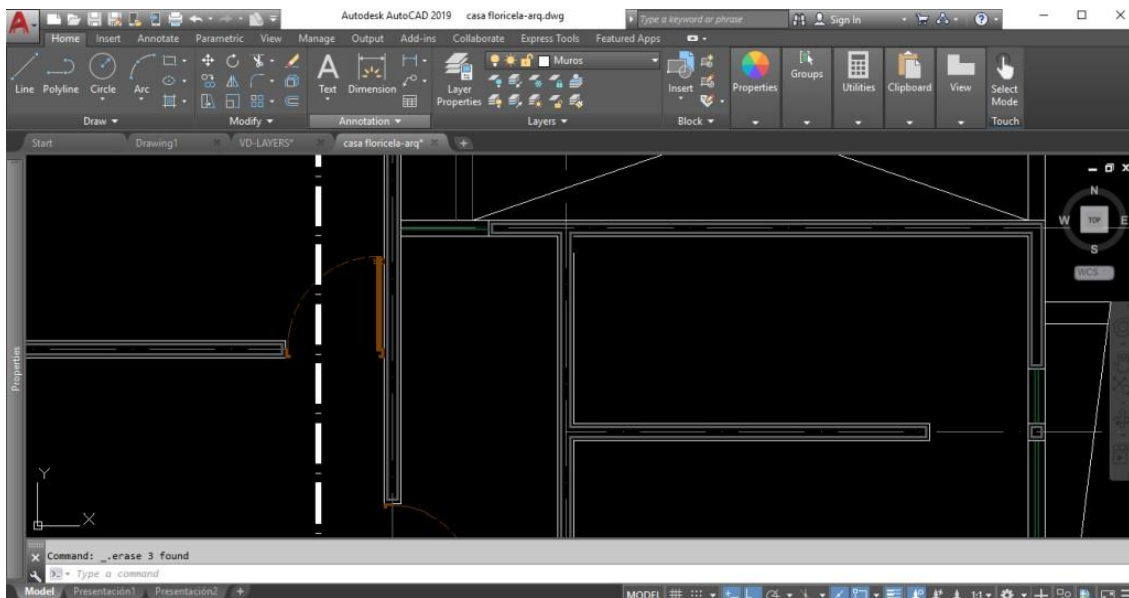 Autodesk AutoCAD 2019 casa floricela-arq.dwg
Type a keyword or phrase
Sign In
Home Insert Annotate Parametric View Manage Output Add-ins Collaborate Express Tools Featured Apps
Muros
Line Polyline Circle Arc
Text Dimension
Layer Properties
Insert
Properties
Groups
Utilities
Clipboard
View
Select Mode
Draw Modify Annotation Layers Block Touch
Start Drawing1 VD-LAYERS* casa floricela-arq*
N
W TOP E
S
WCS
Properties
Y
X
Command: _.erase 3 found
Type a command
Model Presentación1 Presentación2 +
MODEL 1:1